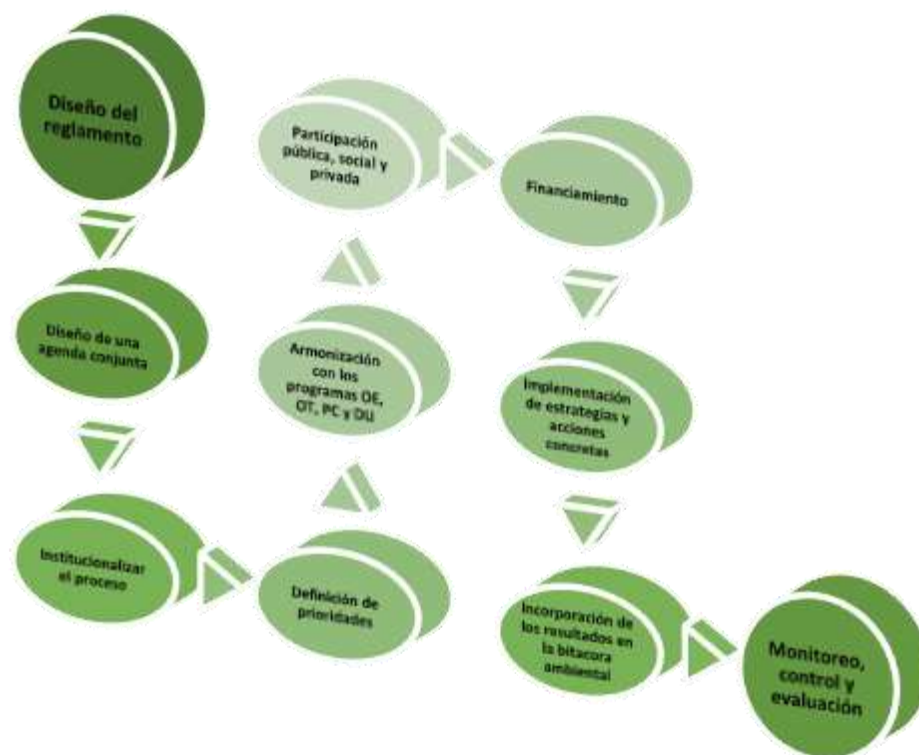 Diseño del
reglamento
Diseño de una
agenda conjunta
Institucionalizar
el proceso
Definición de
prioridades
Armonización
con los
programas OE,
OT, PC y DU
Participación
pública, social y
privada
Financiamiento
Implementación
de estrategias y
acciones
concretas
Incorporación de
los resultados en
la bitacora
ambiental
Monitoreo,
control y
evaluación